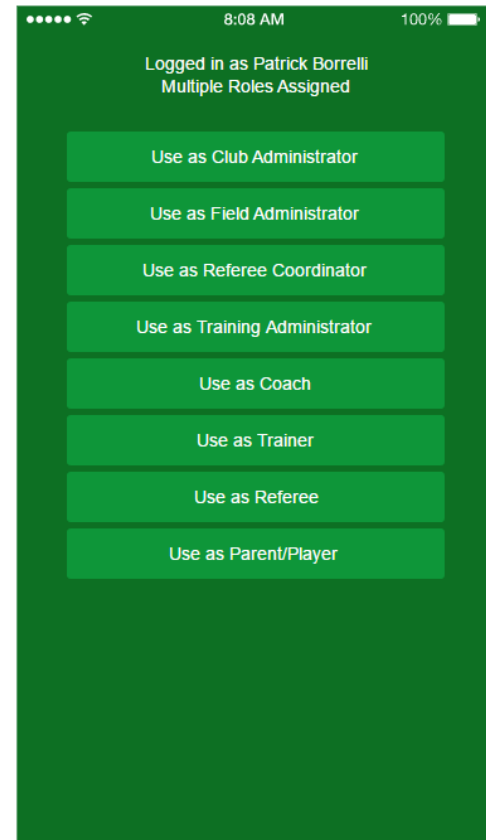 8:08 AM 100%
Logged in as Patrick Borrelli
Multiple Roles Assigned
Use as Club Administrator
Use as Field Administrator
Use as Referee Coordinator
Use as Training Administrator
Use as Coach
Use as Trainer
Use as Referee
Use as Parent/Player